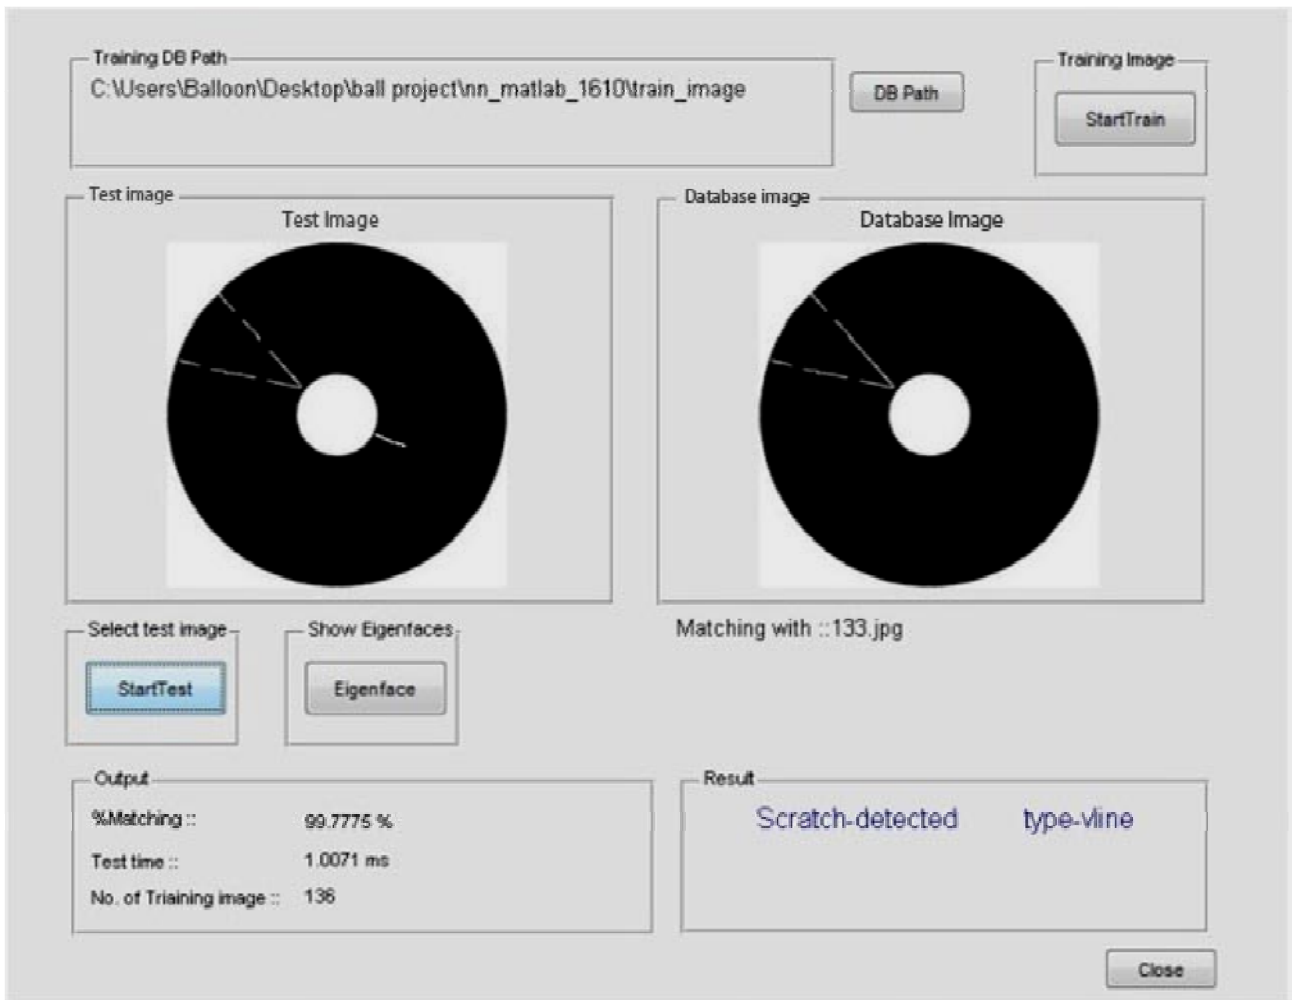 Training DB Path
C:\Users\Balloon\Desktop\ball project\nn_matlab_1610\train_image
DB Path
Training Image
StartTrain
Test image
Test Image
Database image
Database Image
Select test image
StartTest
Show Eigenfaces
Eigenface
Matching with ::133.jpg
Output
%Matching :: 99.7775 %
Test time :: 1.0071 ms
No. of Triaining image :: 136
Result
Scratch-detected type-vline
Close